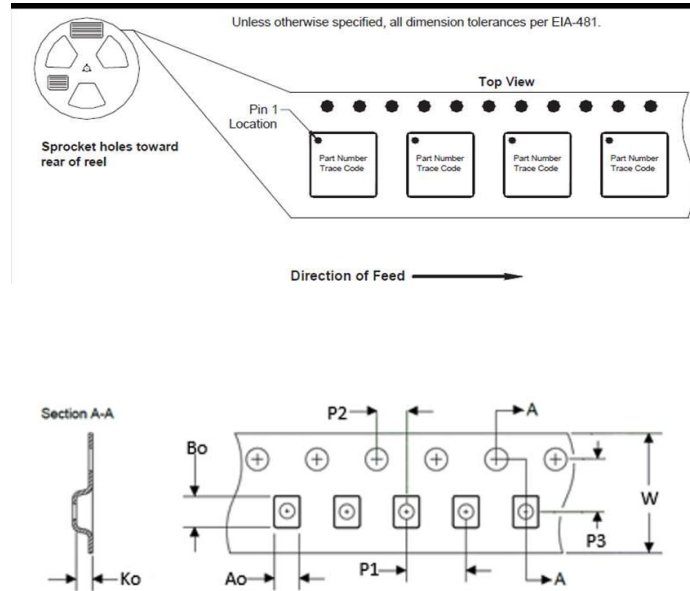 Unless otherwise specified, all dimension tolerances per EIA-481.
Top View
Pin 1
Location
Sprocket holes toward
rear of reel
Part Number
Trace Code
Part Number
Trace Code
Part Number
Trace Code
Part Number
Trace Code
Direction of Feed
Section A-A
P2
A
Bo
W
P3
Ko
Ao
P1
A